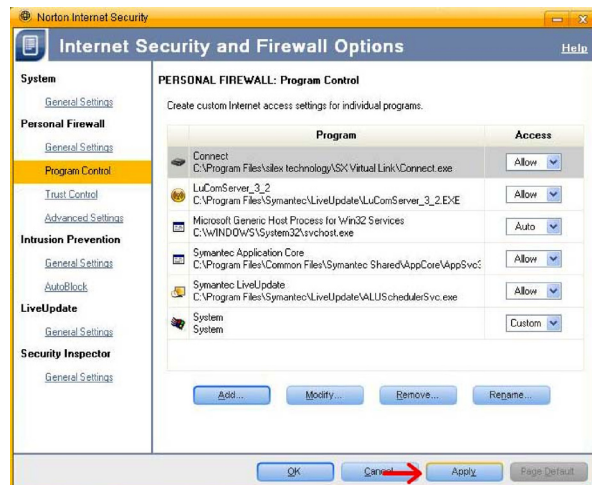 Norton Internet Security
Internet Security and Firewall Options
Help
System
General Settings
Personal Firewall
General Settings
Program Control
Trust Control
Advanced Settings
Intrusion Prevention
General Settings
AutoBlock
LiveUpdate
General Settings
Security Inspector
General Settings
PERSONAL FIREWALL: Program Control
Create custom Internet access settings for individual programs.
Program Access
Connect
C:\Program Files\silex technology\SX Virtual Link\Connect.exe
Allow
LuComServer_3_2
C:\Program Files\Symantec\LiveUpdate\LuComServer_3_2.EXE
Allow
Microsoft Generic Host Process for Win32 Services
C:\WINDOWS\System32\svchost.exe
Auto
Symantec Application Core
C:\Program Files\Common Files\Symantec Shared\AppCore\AppSvc3
Allow
Symantec LiveUpdate
C:\Program Files\Symantec\LiveUpdate\ALUSchedulerSvc.exe
Allow
System
System
Custom
Add... Modify... Remove... Rename...
OK Cancel Apply Page Default